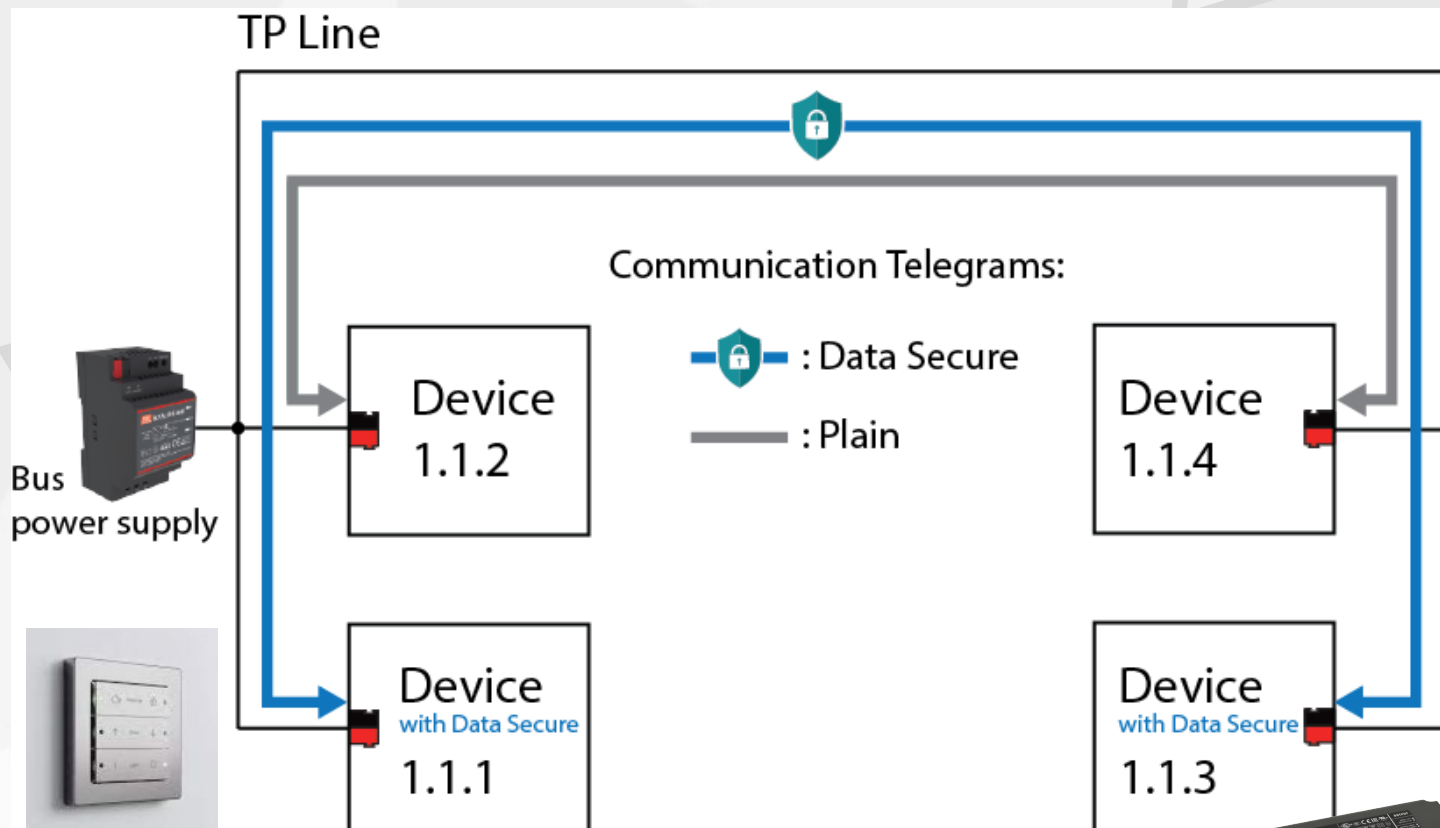 TP Line
Communication Telegrams:
: Data Secure
: Plain
Device
1.1.2
Device
1.1.4
Bus
power supply
Device
with Data Secure
1.1.1
Device
with Data Secure
1.1.3